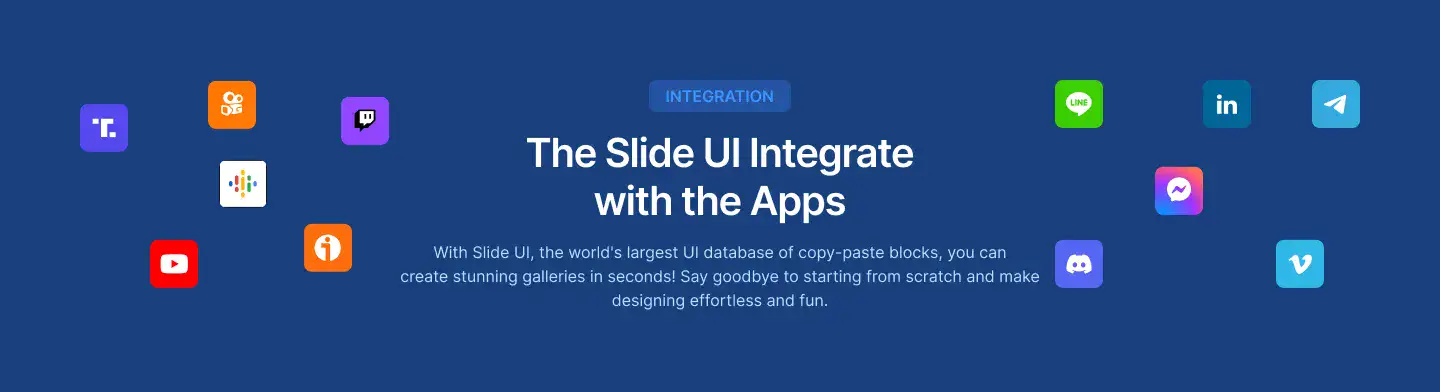 INTEGRATION
The Slide UI Integrate
with the Apps
With Slide UI, the world's largest UI database of copy-paste blocks, you can
create stunning galleries in seconds! Say goodbye to starting from scratch and make
designing effortless and fun.
T.
LINE
in